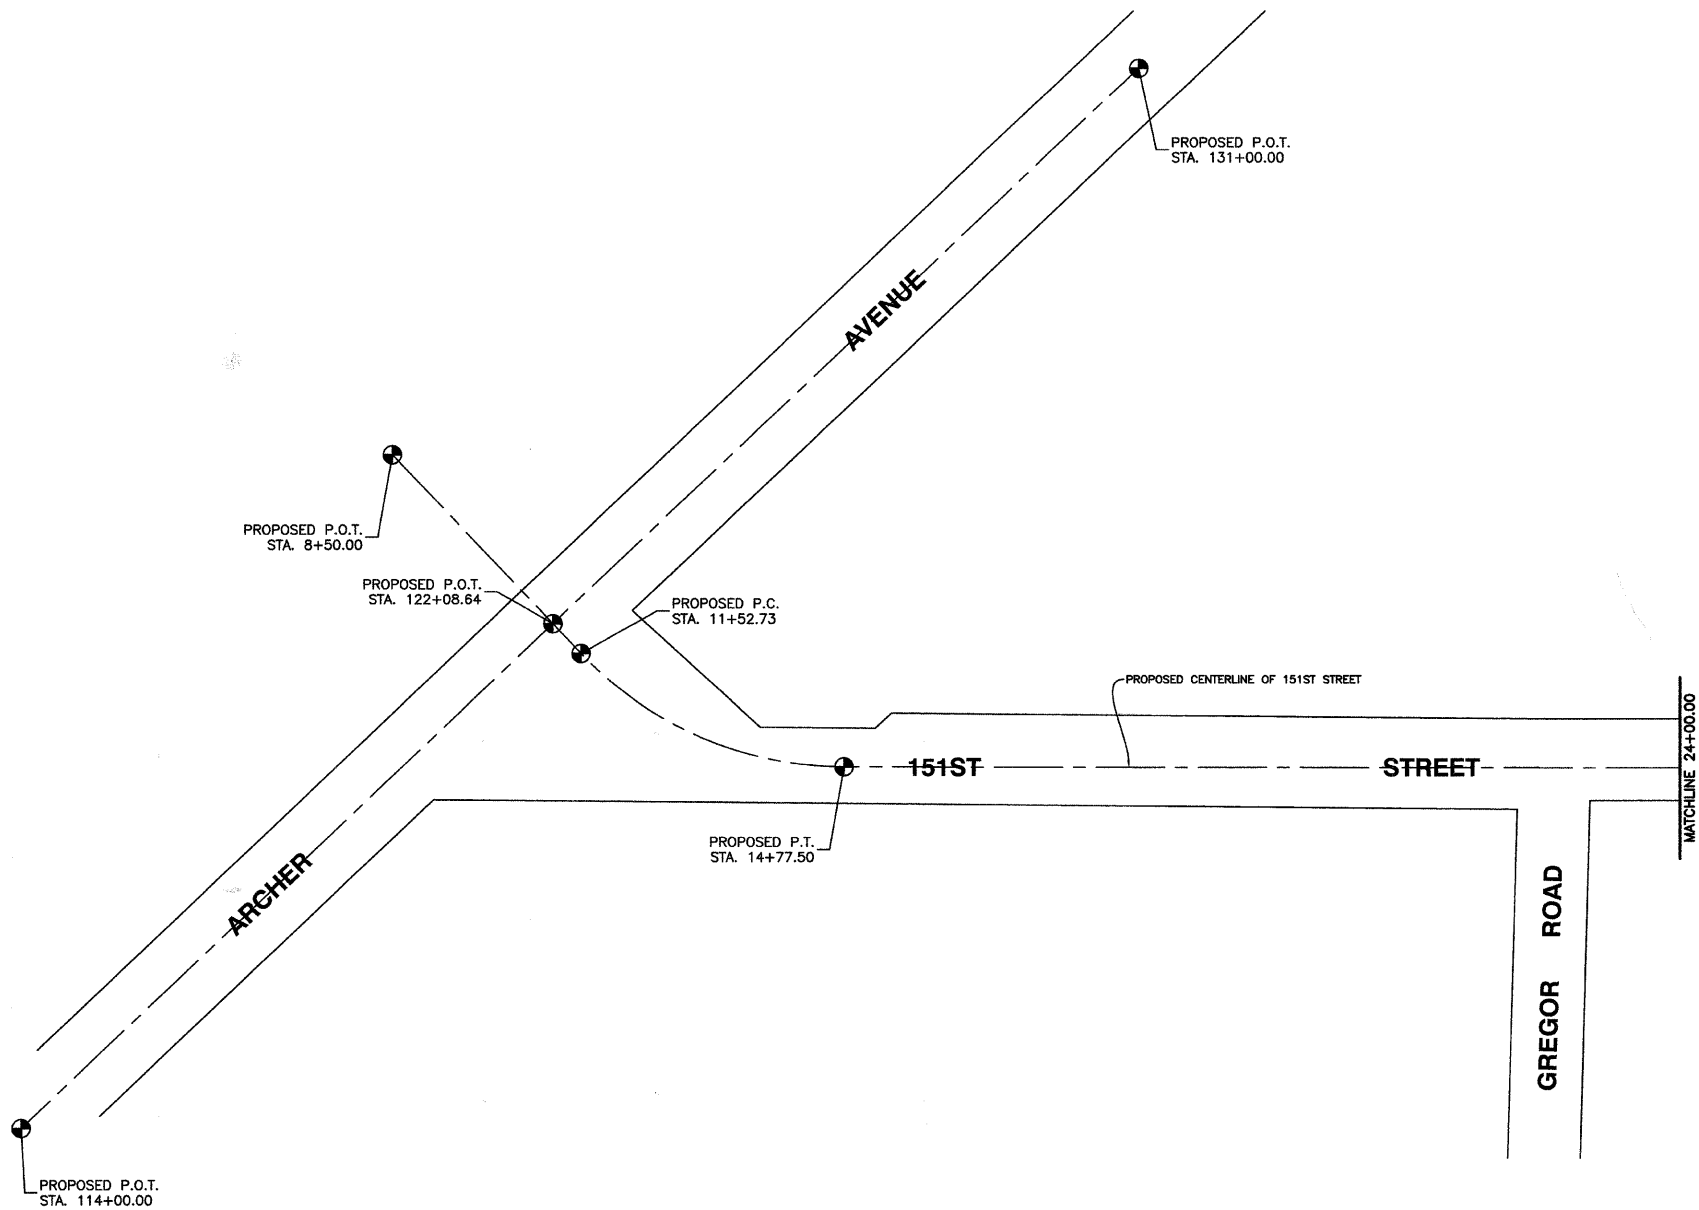 PROPOSED P.O.T.
STA. 131+00.00
AVENUE
PROPOSED P.O.T.
STA. 8+50.00
PROPOSED P.O.T.
STA. 122+08.64
PROPOSED P.C.
STA. 11+52.73
PROPOSED CENTERLINE OF 151ST STREET
MATCHLINE 24+00.00
151ST STREET
PROPOSED P.T.
STA. 14+77.50
ARCHER
GREGOR ROAD
PROPOSED P.O.T.
STA. 114+00.00